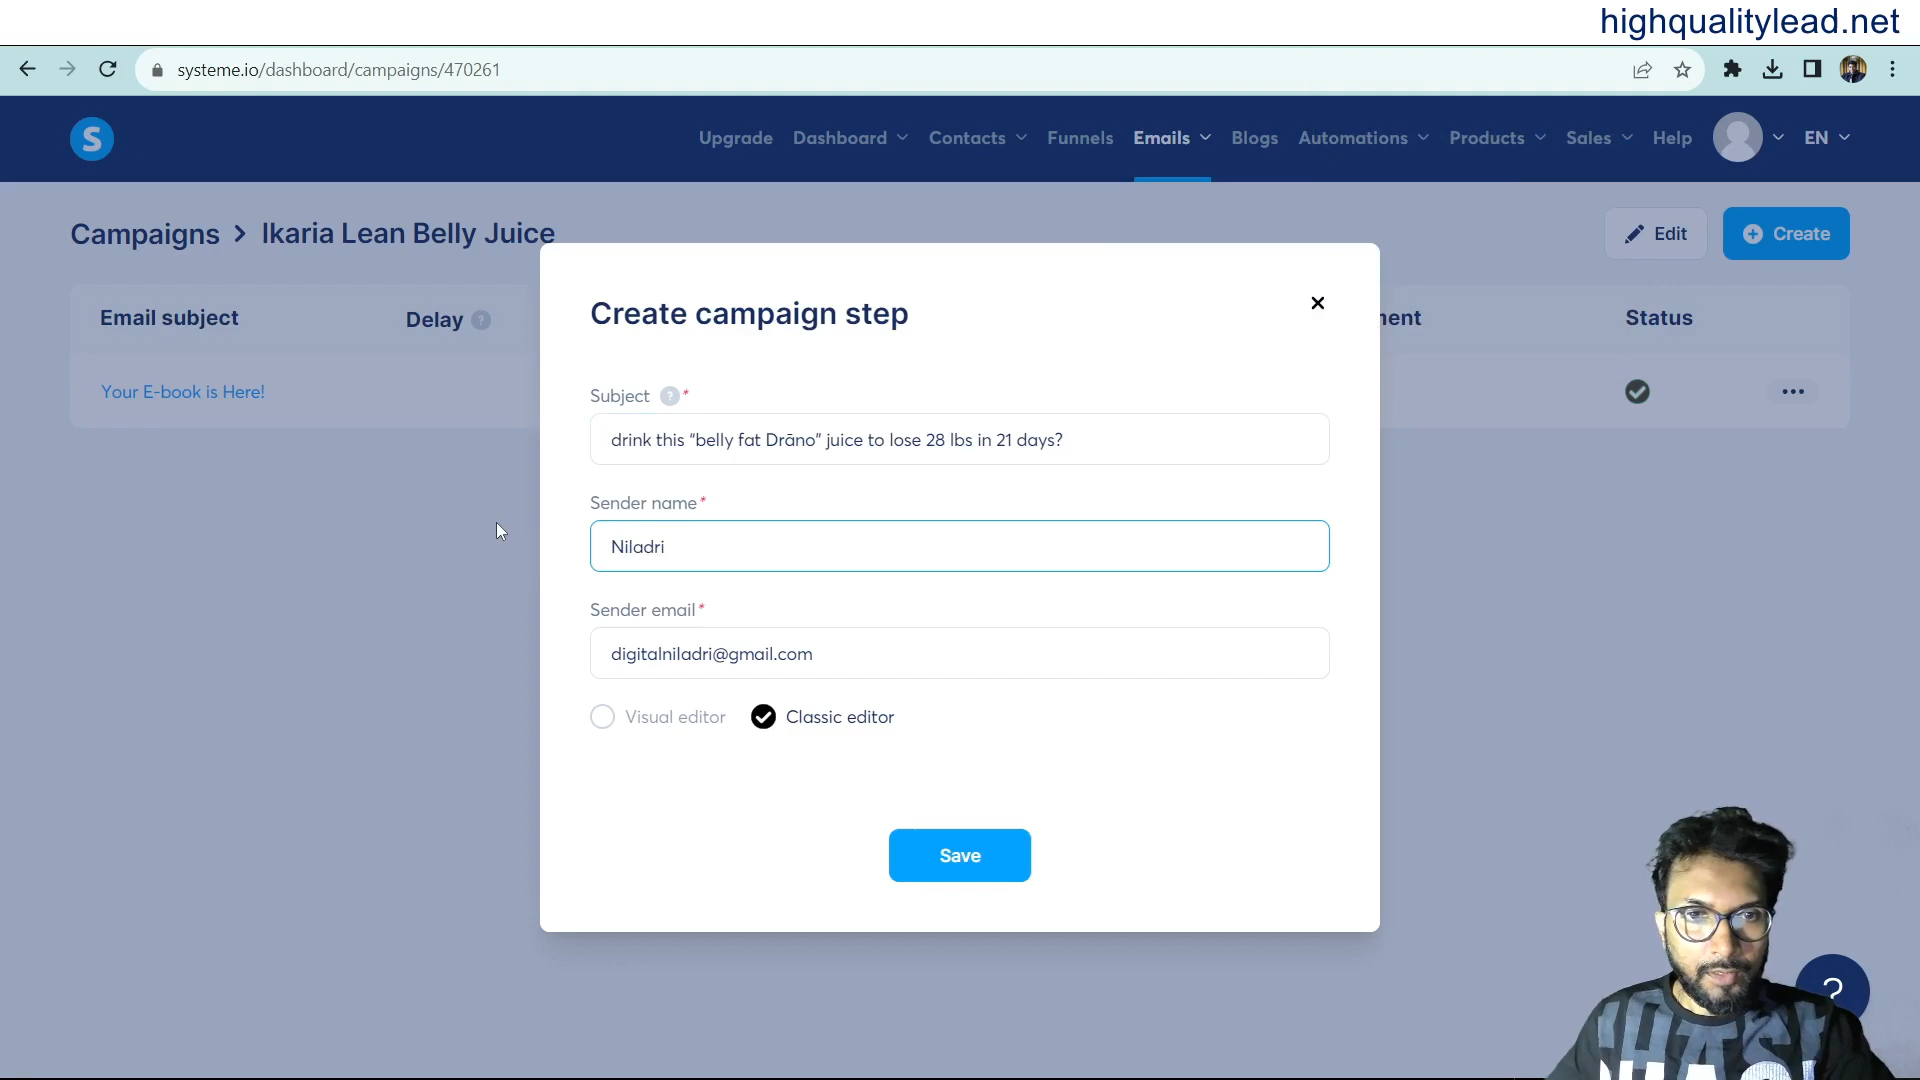 highqualitylead.net
systeme.io/dashboard/campaigns/470261
S
Upgrade Dashboard Contacts Funnels Emails Blogs Automations Products Sales Help EN
Campaigns > Ikaria Lean Belly Juice
Edit
Create
Email subject Delay ? ment Status
Your E-book is Here!
Create campaign step
Subject ? *
drink this “belly fat Drāno” juice to lose 28 lbs in 21 days?
Sender name*
Niladri
Sender email*
digitalniladri@gmail.com
Visual editor Classic editor
Save
?